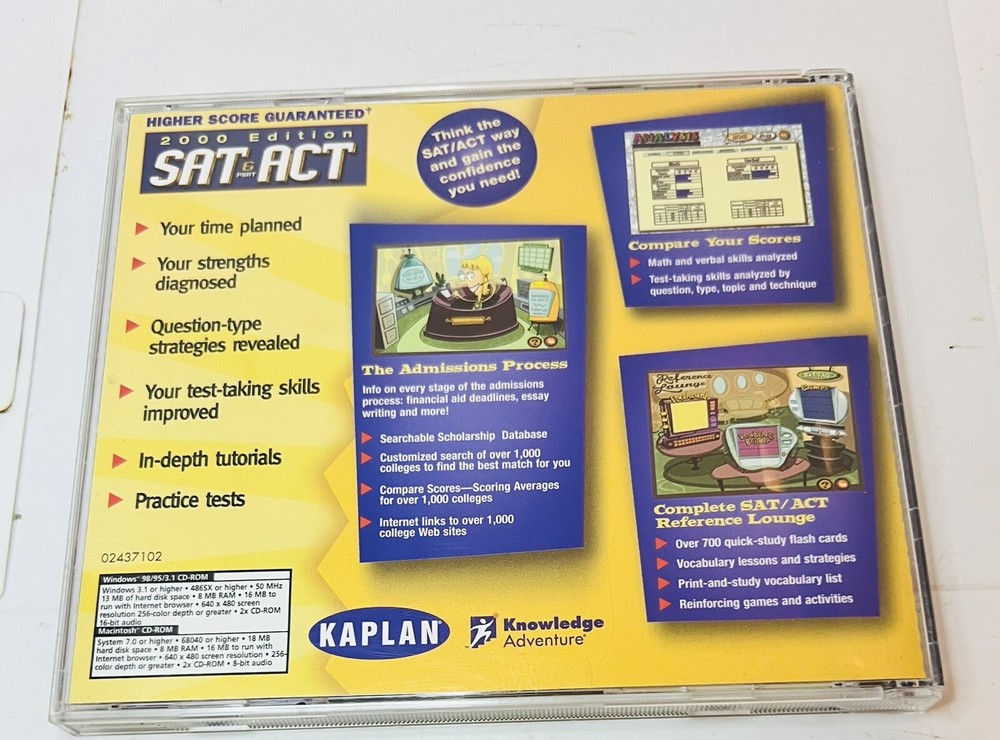 HIGHER SCORE GUARANTEED†
2000 Edition
SAT & PSAT ACT
Your time planned
Your strengths
diagnosed
Question-type
strategies revealed
Your test-taking skills
improved
In-depth tutorials
Practice tests
02437102
Windows® 98/95/3.1 CD-ROM
Windows 3.1 or higher • 486SX or higher • 50 MHz
13 MB of hard disk space • 8 MB RAM • 16 MB to
run with Internet browser • 640 x 480 screen
resolution 256-color depth or greater • 2x CD-ROM
16-bit audio
Macintosh® CD-ROM
System 7.0 or higher • 68040 or higher • 18 MB
hard disk space • 8 MB RAM • 16 MB to run with
Internet browser • 640 x 480 screen resolution • 256-
color depth or greater • 2x CD-ROM • 8-bit audio
Think the
SAT/ACT way
and gain the
confidence
you need!
The Admissions Process
Info on every stage of the admissions
process: financial aid deadlines, essay
writing and more!
Searchable Scholarship Database
Customized search of over 1,000
colleges to find the best match for you
Compare Scores—Scoring Averages
for over 1,000 colleges
Internet links to over 1,000
college Web sites
KAPLAN®
Knowledge
Adventure®
ANALYSIS
Math
Verbal
Compare Your Scores
Math and verbal skills analyzed
Test-taking skills analyzed by
question, type, topic and technique
Reference
Lounge
Flashcards
Complete SAT/ACT
Reference Lounge
Over 700 quick-study flash cards
Vocabulary lessons and strategies
Print-and-study vocabulary list
Reinforcing games and activities